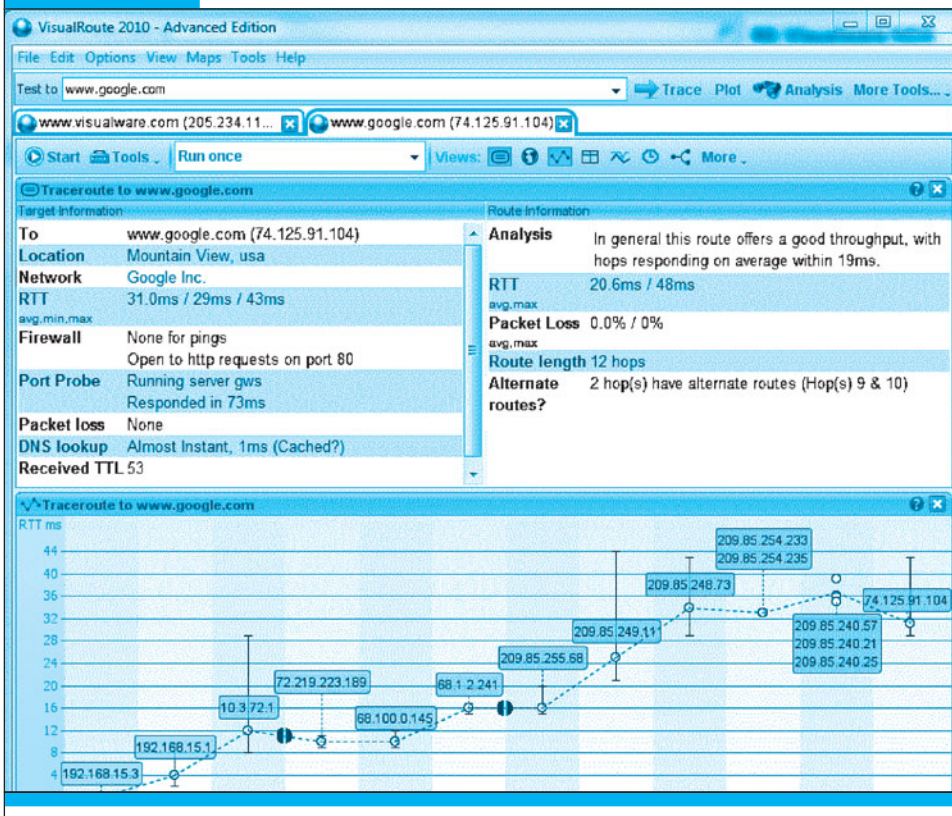 VisualRoute 2010 - Advanced Edition
File Edit Options View Maps Tools Help
Test to www.google.com Trace Plot Analysis More Tools...
www.visualware.com (205.234.11... www.google.com (74.125.91.104)
Start Tools Run once Views: More
Traceroute to www.google.com
Target Information
To www.google.com (74.125.91.104)
Location Mountain View, usa
Network Google Inc.
RTT 31.0ms / 29ms / 43ms
avg,min,max
Firewall None for pings
Open to http requests on port 80
Port Probe Running server gws
Responded in 73ms
Packet loss None
DNS lookup Almost Instant, 1ms (Cached?)
Received TTL 53
Route Information
Analysis In general this route offers a good throughput, with
hops responding on average within 19ms.
RTT 20.6ms / 48ms
avg,max
Packet Loss 0.0% / 0%
avg,max
Route length 12 hops
Alternate 2 hop(s) have alternate routes (Hop(s) 9 & 10)
routes?
Traceroute to www.google.com
RTT ms
44
40
36
32
28
24
20
16
12
8
4
192.168.15.3
192.168.15.1
10.3.72.1
72.219.223.189
68.100.0.145
68.1.2.241
209.85.255.68
209.85.249.11
209.85.248.73
209.85.254.233
209.85.254.235
209.85.240.57
209.85.240.21
209.85.240.25
74.125.91.104